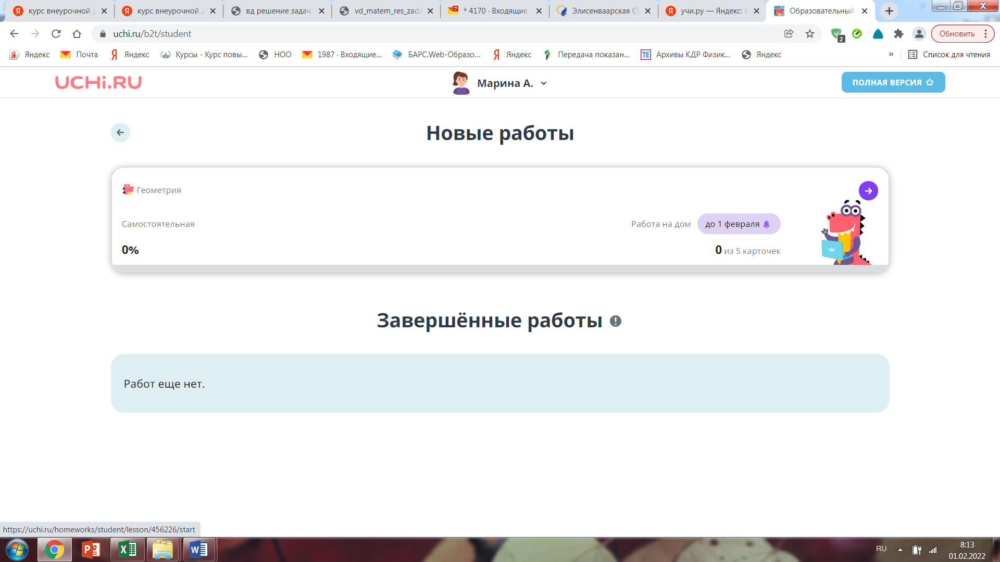 курс внеурочной д
курс внеурочной д
вд решение задач
vd_matem_res_zada
* 4170 · Входящие
Элисенваарская СО
учи.ру — Яндекс: н
Образовательный
uchi.ru/b2t/student
2
Обновить
Яндекс
Почта
Яндекс
Курсы - Курс повы...
НОО
1987 · Входящие...
БАРС.Web-Образо...
Яндекс
Передача показан...
Архивы КДР Физик...
Яндекс
»
Список для чтения
UCHi.RU
Марина А.
ПОЛНАЯ ВЕРСИЯ
Новые работы
Геометрия
Самостоятельная
Работа на дом
до 1 февраля
0%
0 из 5 карточек
Завершённые работы
Работ еще нет.
https://uchi.ru/homeworks/student/lesson/456226/start
RU
8:13
01.02.2022